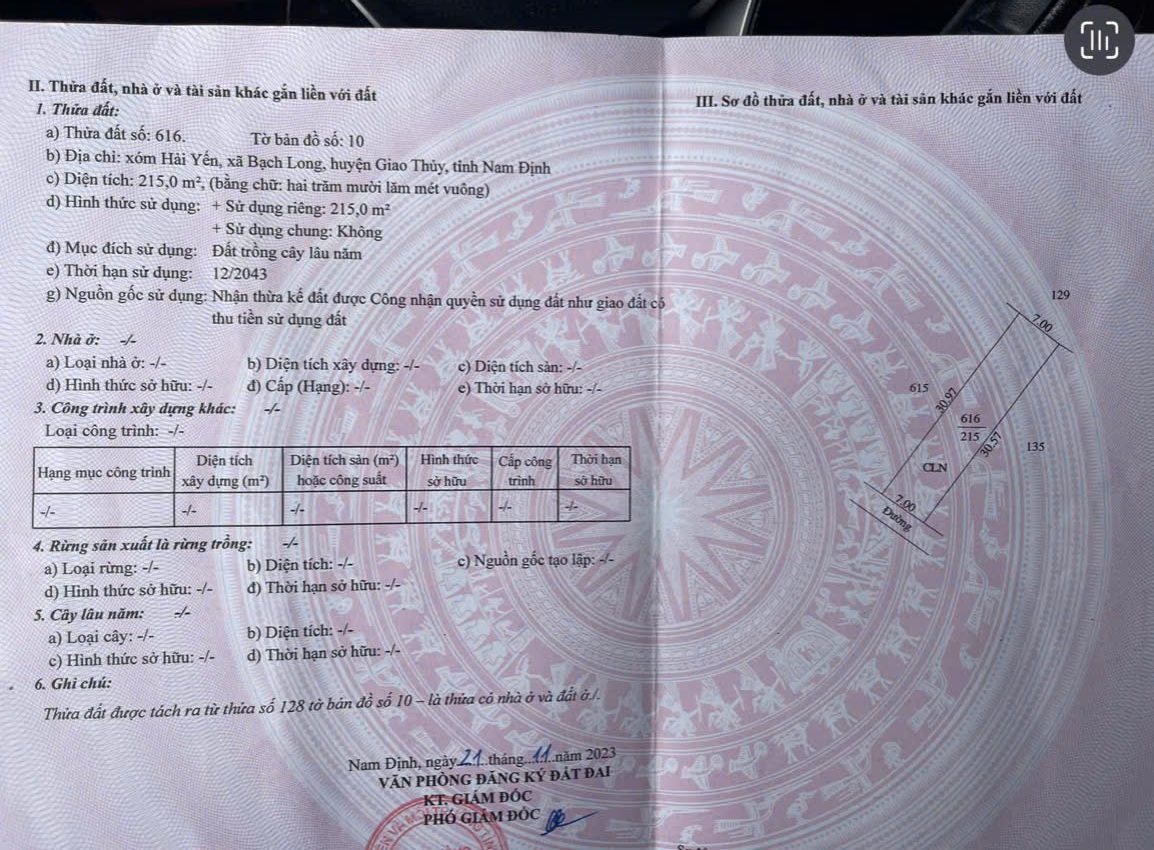 II. Thửa đất, nhà ở và tài sản khác gắn liền với đất
1. Thửa đất:
a) Thửa đất số: 616. Tờ bản đồ số: 10
b) Địa chỉ: xóm Hải Yến, xã Bạch Long, huyện Giao Thủy, tỉnh Nam Định
c) Diện tích: 215,0 m², (bằng chữ: hai trăm mười lăm mét vuông)
d) Hình thức sử dụng: + Sử dụng riêng: 215,0 m²
+ Sử dụng chung: Không
đ) Mục đích sử dụng: Đất trồng cây lâu năm
e) Thời hạn sử dụng: 12/2043
g) Nguồn gốc sử dụng: Nhận thừa kế đất được Công nhận quyền sử dụng đất như giao đất có
thu tiền sử dụng đất
2. Nhà ở: -/-
a) Loại nhà ở: -/- b) Diện tích xây dựng: -/- c) Diện tích sàn: -/-
d) Hình thức sở hữu: -/- đ) Cấp (Hạng): -/- e) Thời hạn sở hữu: -/-
3. Công trình xây dựng khác: -/-
Loại công trình: -/-
Hạng mục công trình | Diện tích xây dựng (m²) | Diện tích sàn (m²) hoặc công suất | Hình thức sở hữu | Cấp công trình | Thời hạn sở hữu
-/- | -/- | -/- | -/- | -/- | -/-
4. Rừng sản xuất là rừng trồng: -/-
a) Loại rừng: -/- b) Diện tích: -/- c) Nguồn gốc tạo lập: -/-
d) Hình thức sở hữu: -/- đ) Thời hạn sở hữu: -/-
5. Cây lâu năm: -/-
a) Loại cây: -/- b) Diện tích: -/-
c) Hình thức sở hữu: -/- d) Thời hạn sở hữu: -/-
6. Ghi chú:
Thửa đất được tách ra từ thửa số 128 tờ bản đồ số 10 – là thửa có nhà ở và đất ở./.
Nam Định, ngày 21 tháng 11 năm 2023
VĂN PHÒNG ĐĂNG KÝ ĐẤT ĐAI
KT. GIÁM ĐỐC
PHÓ GIÁM ĐỐC
III. Sơ đồ thửa đất, nhà ở và tài sản khác gắn liền với đất
129
7.00
615
30.97
616
215
30.57
135
CLN
7.00
Đường